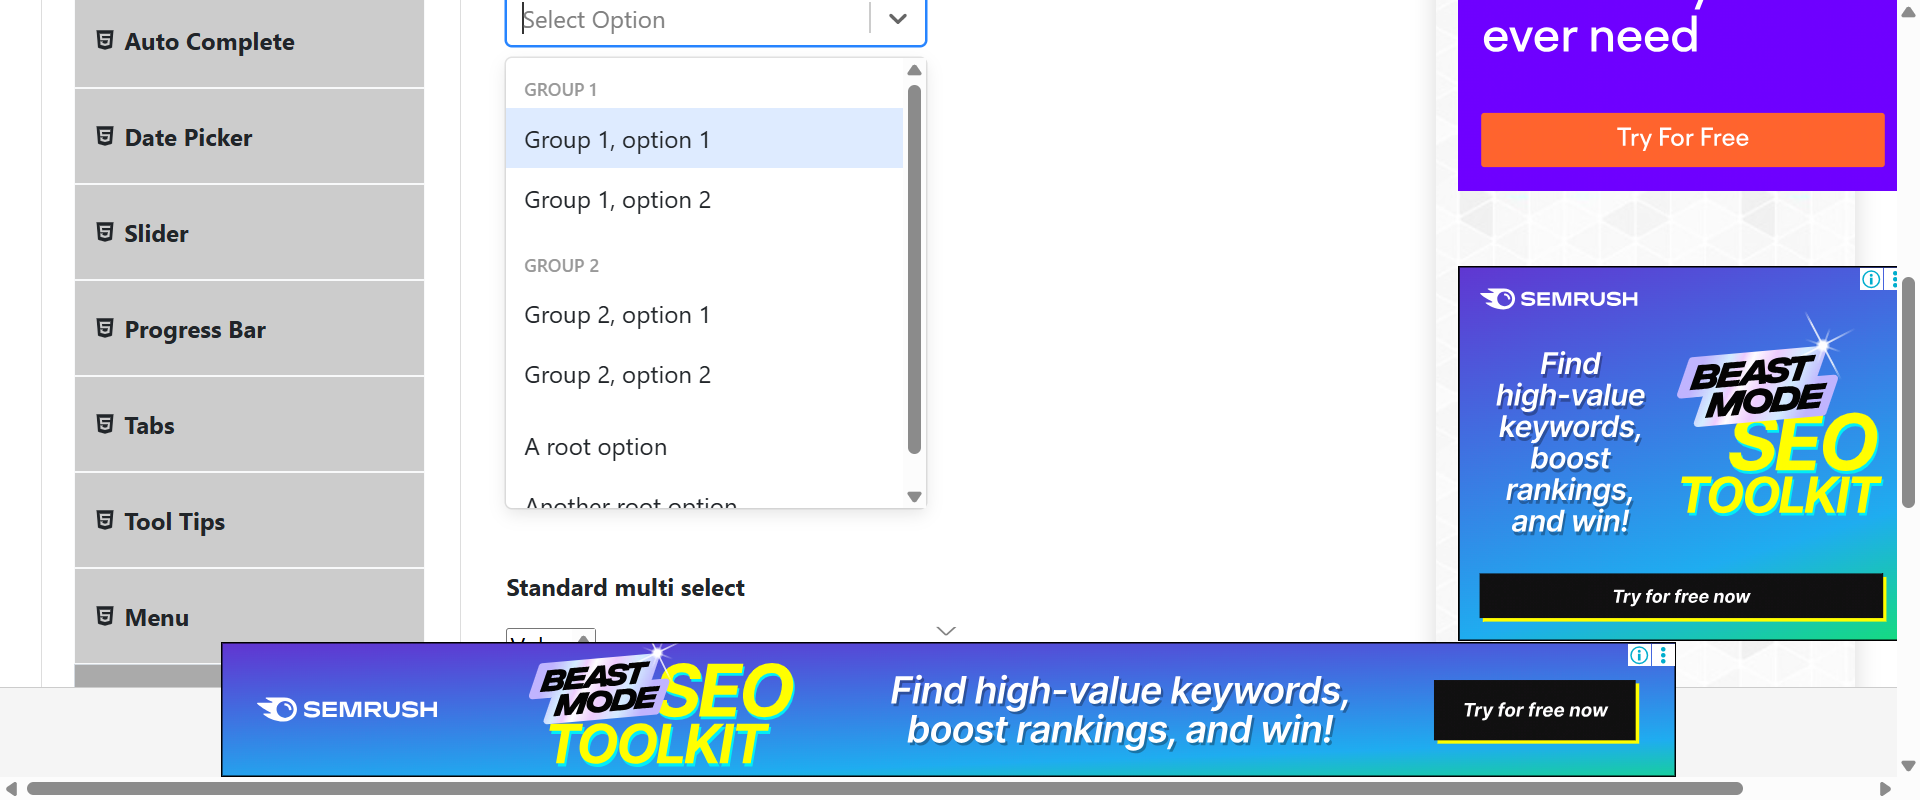 Auto Complete
Date Picker
Slider
Progress Bar
Tabs
Tool Tips
Menu
Select Option
GROUP 1
Group 1, option 1
Group 1, option 2
GROUP 2
Group 2, option 1
Group 2, option 2
A root option
Another root option
Standard multi select
ever need
Try For Free
SEMRUSH
Find
high-value
keywords,
boost
rankings,
and win!
BEAST
MODE
SEO
TOOLKIT
Try for free now
SEMRUSH
BEAST
MODE
SEO
TOOLKIT
Find high-value keywords,
boost rankings, and win!
Try for free now